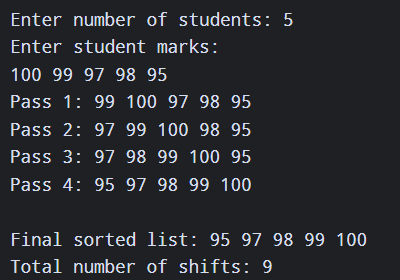 Enter number of students: 5
Enter student marks:
100 99 97 98 95
Pass 1: 99 100 97 98 95
Pass 2: 97 99 100 98 95
Pass 3: 97 98 99 100 95
Pass 4: 95 97 98 99 100

Final sorted list: 95 97 98 99 100
Total number of shifts: 9